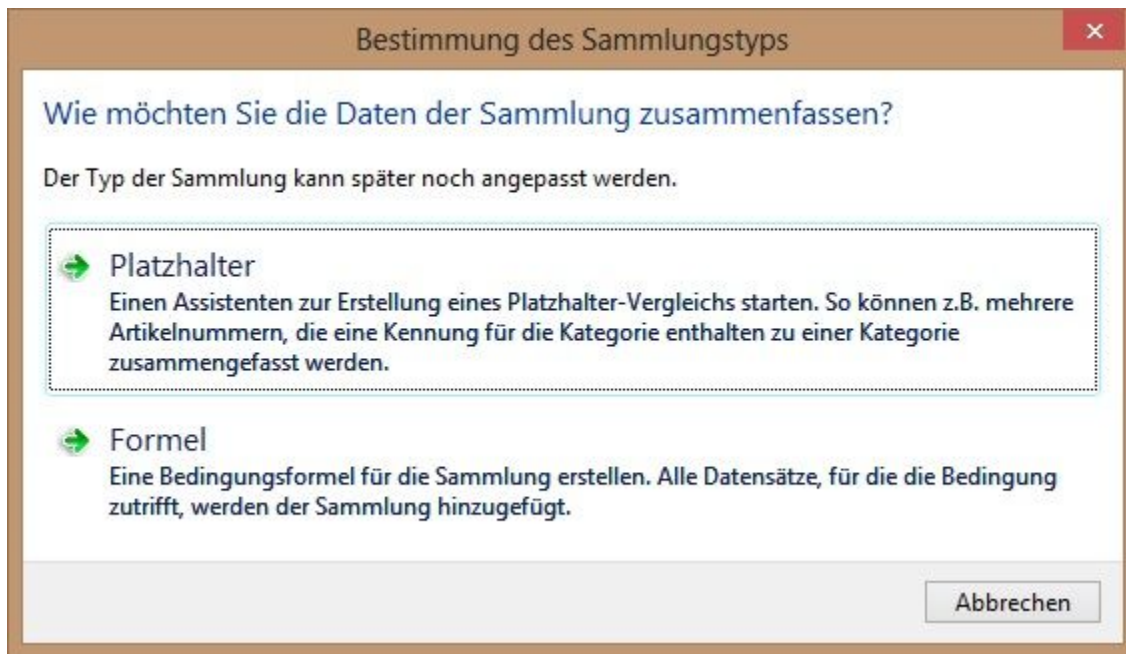 Bestimmung des Sammlungstyps
Wie möchten Sie die Daten der Sammlung zusammenfassen?
Der Typ der Sammlung kann später noch angepasst werden.
Platzhalter
Einen Assistenten zur Erstellung eines Platzhalter-Vergleichs starten. So können z.B. mehrere
Artikelnummern, die eine Kennung für die Kategorie enthalten zu einer Kategorie
zusammengefasst werden.
Formel
Eine Bedingungsformel für die Sammlung erstellen. Alle Datensätze, für die die Bedingung
zutrifft, werden der Sammlung hinzugefügt.
Abbrechen